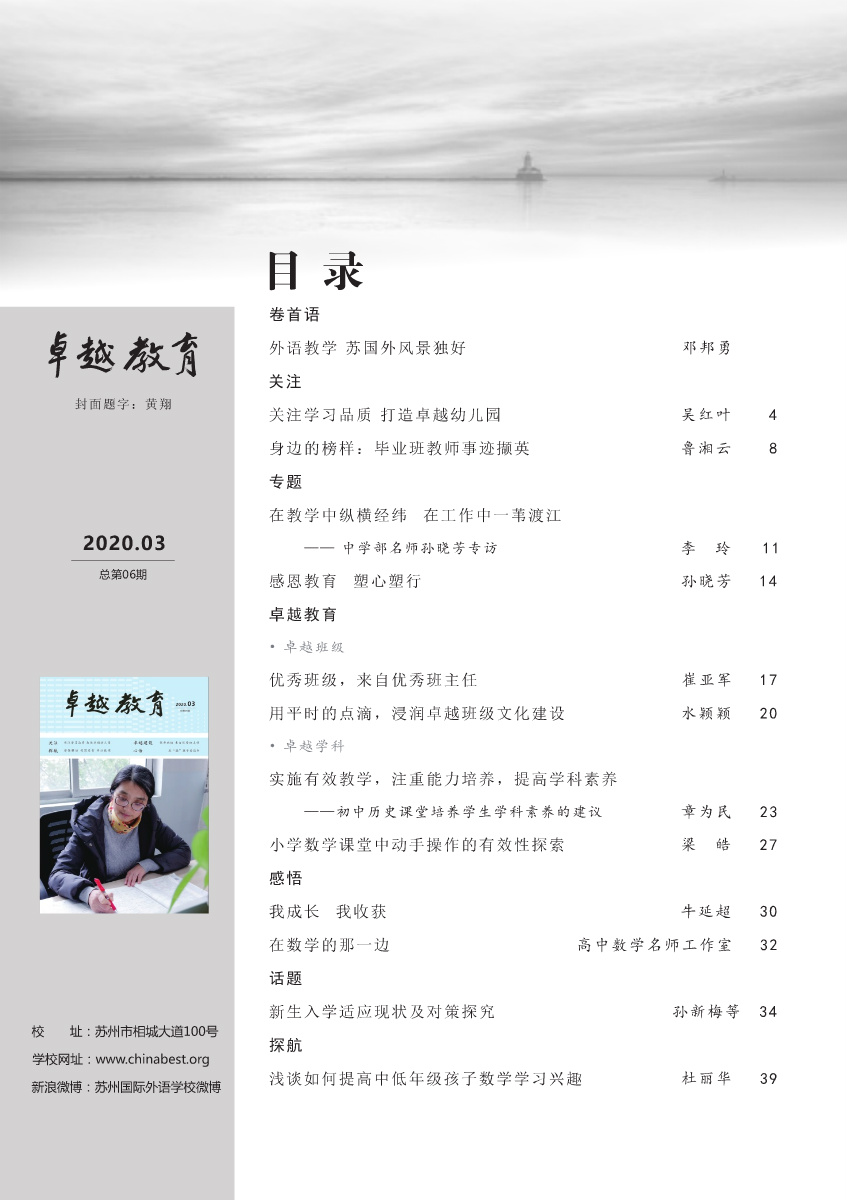 目 录
卷首语
外语教学 苏国外风景独好 邓邦勇
关注
关注学习品质 打造卓越幼儿园 吴红叶 4
身边的榜样：毕业班教师事迹撷英 鲁湘云 8
专题
在教学中纵横经纬 在工作中一苇渡江
—— 中学部名师孙晓芳专访 李 玲 11
感恩教育 塑心塑行 孙晓芳 14
卓越教育
• 卓越班级
优秀班级，来自优秀班主任 崔亚军 17
用平时的点滴，浸润卓越班级文化建设 水颖颖 20
• 卓越学科
实施有效教学，注重能力培养，提高学科素养
——初中历史课堂培养学生学科素养的建议 章为民 23
小学数学课堂中动手操作的有效性探索 梁 皓 27
感悟
我成长 我收获 牛延超 30
在数学的那一边 高中数学名师工作室 32
话题
新生入学适应现状及对策探究 孙新梅等 34
探航
浅谈如何提高中低年级孩子数学学习兴趣 杜丽华 39
卓越教育
封面题字：黄翔
2020.03
总第06期
卓越教育
2020.03
校 址：苏州市相城大道100号
学校网址：www.chinabest.org
新浪微博：苏州国际外语学校微博